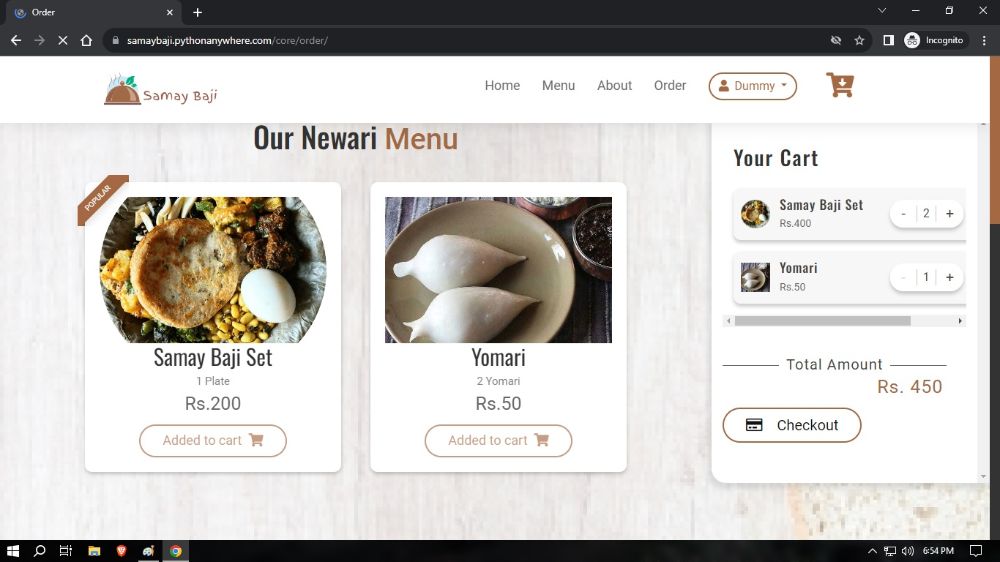 Order
samaybaji.pythonanywhere.com/core/order/
Incognito
Samay Baji
Home
Menu
About
Order
Dummy
Our Newari Menu
POPULAR
Samay Baji Set
1 Plate
Rs.200
Added to cart
Yomari
2 Yomari
Rs.50
Added to cart
Your Cart
Samay Baji Set
Rs.400
- 2 +
Yomari
Rs.50
- 1 +
Total Amount
Rs. 450
Checkout
6:54 PM